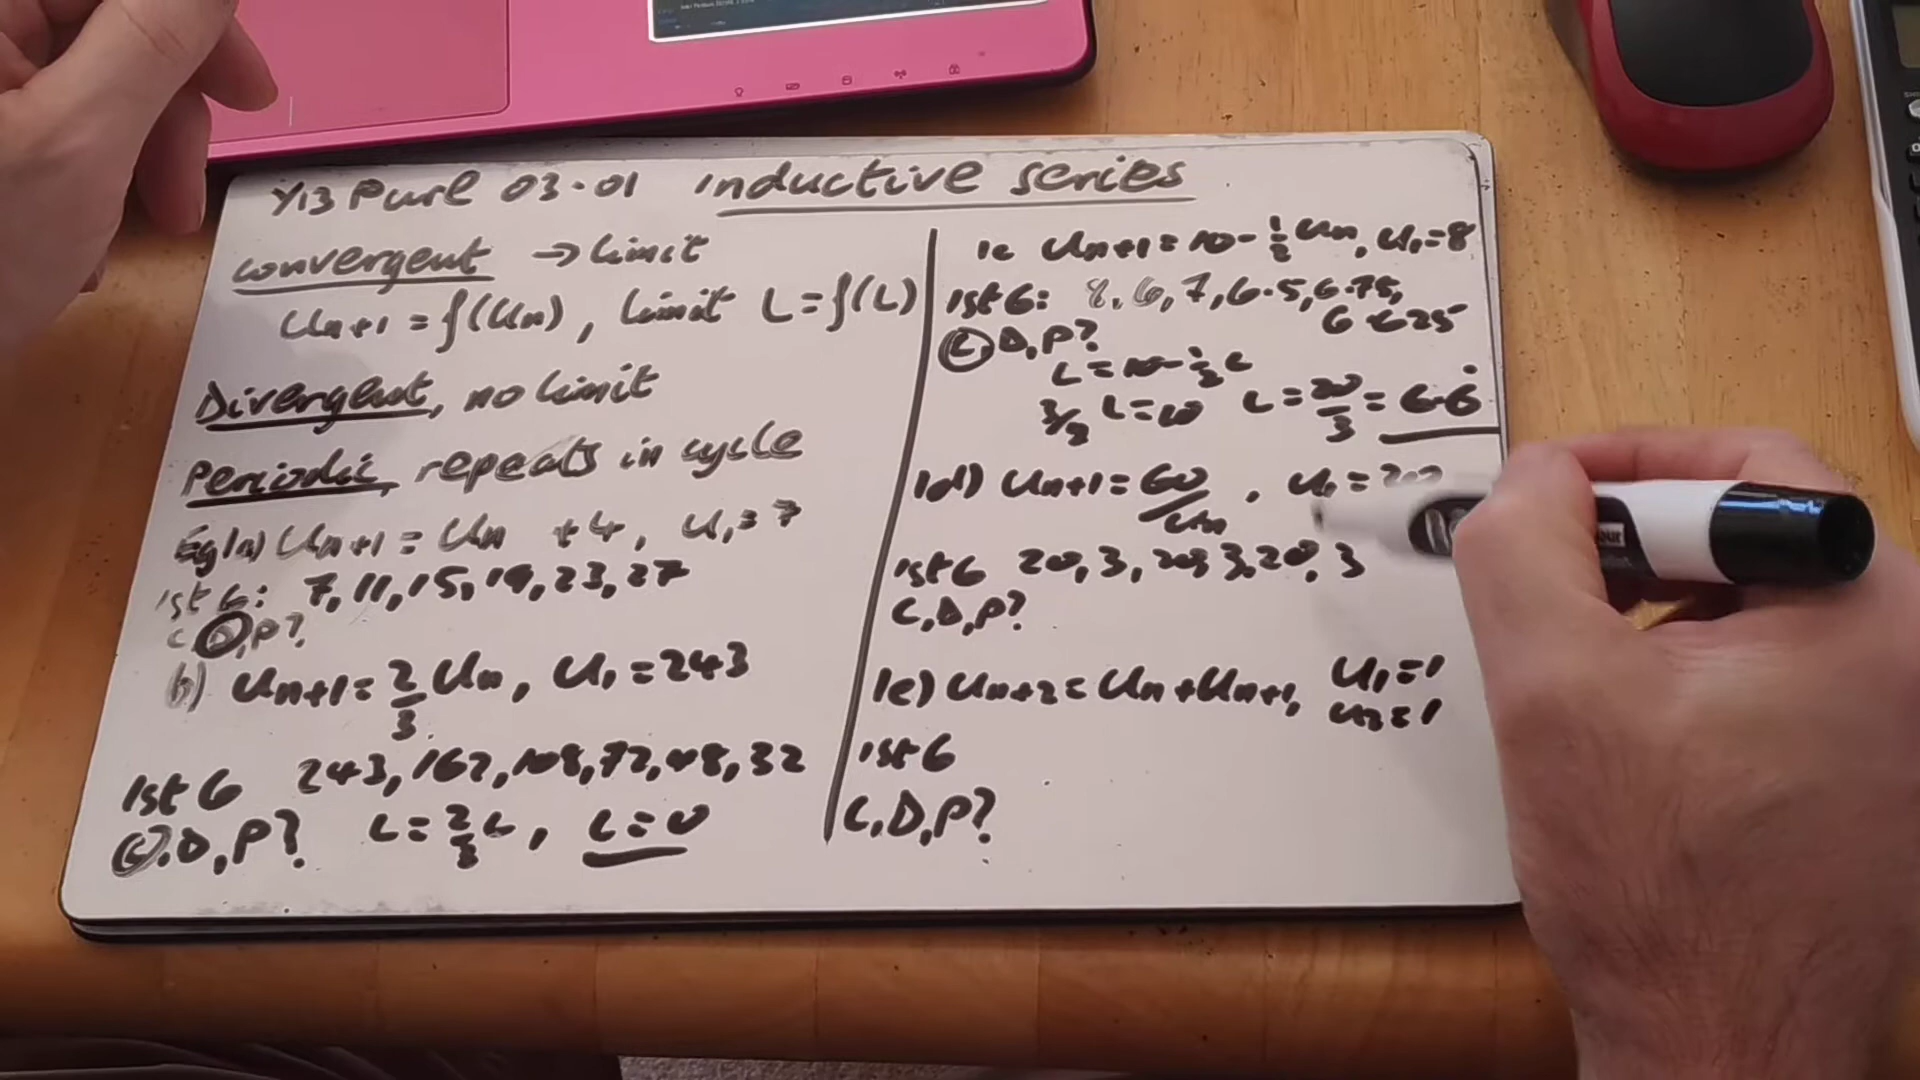 Y13 Pure 03.01 Inductive series
Convergent → limit
Un+1 = f(Un), limit L = f(L)
Divergent, no limit
Periodic, repeats in cycle
Eg 1a) Un+1 = Un + 4, U1 = 7
1st 6: 7, 11, 15, 19, 23, 27
C, D, P?
b) Un+1 = 2/3 Un, U1 = 243
1st 6 243, 162, 108, 72, 48, 32
C, D, P? L = 2/3 L, L = 0
1c Un+1 = 10 - 1/2 Un, U1 = 8
1st 6: 8, 6, 7, 6.5, 6.75,
6.625
C, D, P?
L = 10 - 1/2 L
3/2 L = 10 L = 20/3 = 6.6̇
1d) Un+1 = 60/Un, U1 =
1st 6 20, 3, 20, 3, 20, 3
C, D, P?
1e) Un+2 = Un + Un+1, U1 = 1
U2 = 1
1st 6
C, D, P?